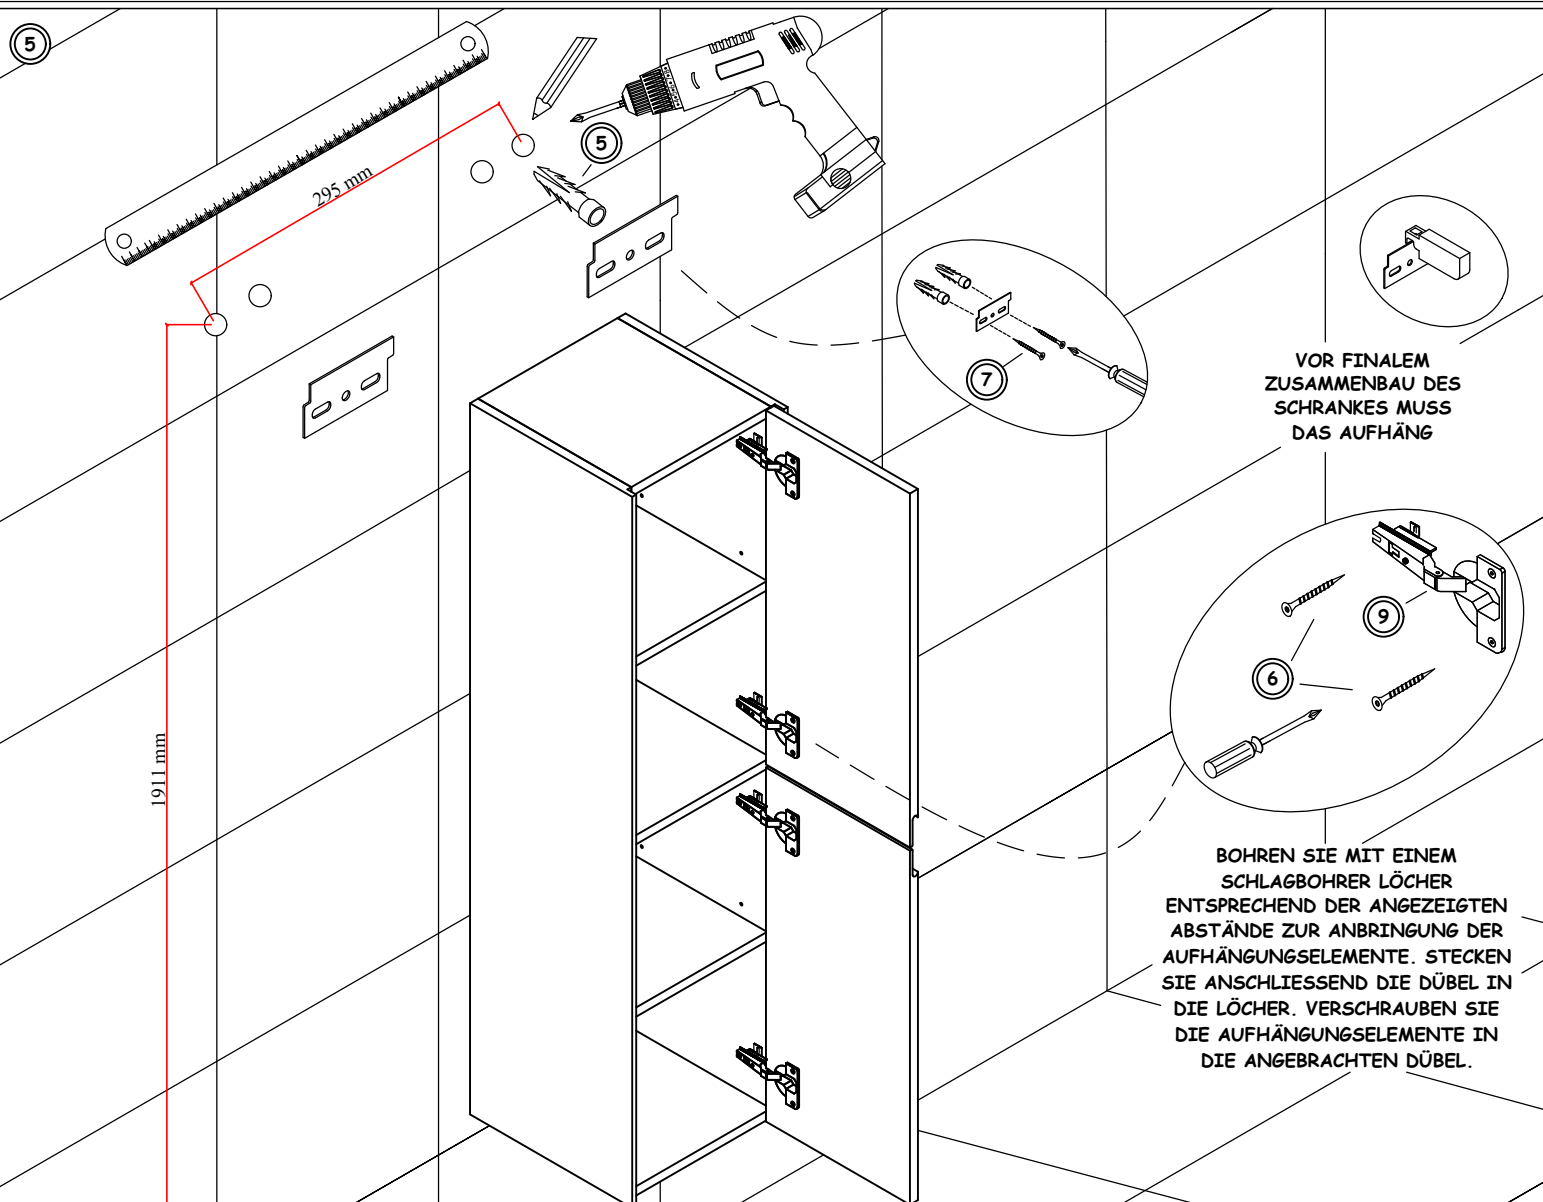 5
295 mm
5
7
VOR FINALEM
ZUSAMMENBAU DES
SCHRANKES MUSS
DAS AUFHÄNG
9
6
1911 mm
BOHREN SIE MIT EINEM
SCHLAGBOHRER LÖCHER
ENTSPRECHEND DER ANGEZEIGTEN
ABSTÄNDE ZUR ANBRINGUNG DER
AUFHÄNGUNGSELEMENTE. STECKEN
SIE ANSCHLIESSEND DIE DÜBEL IN
DIE LÖCHER. VERSCHRAUBEN SIE
DIE AUFHÄNGUNGSELEMENTE IN
DIE ANGEBRACHTEN DÜBEL.